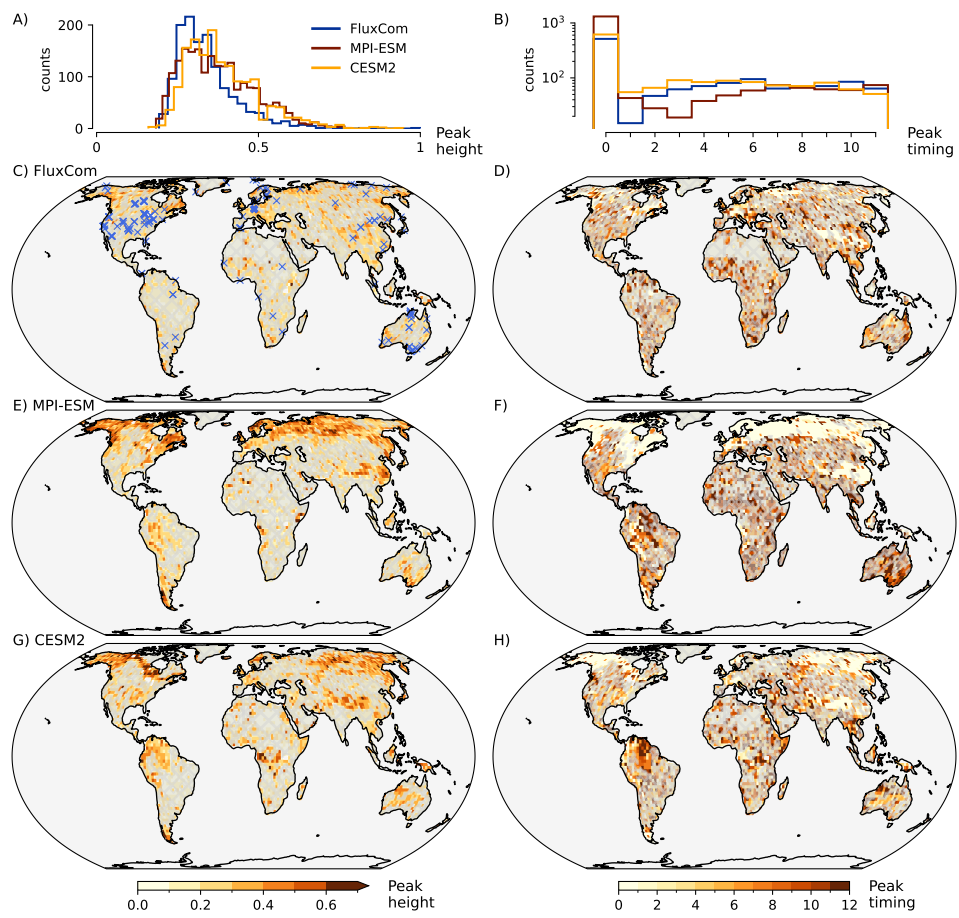 A)
200
100
0
counts
FluxCom
MPI-ESM
CESM2
0
0.5
1
Peak
height
B)
10³
10²
counts
0
2
4
6
8
10
Peak
timing
C) FluxCom
D)
E) MPI-ESM
F)
G) CESM2
H)
0.0
0.2
0.4
0.6
Peak
height
0
2
4
6
8
10
12
Peak
timing